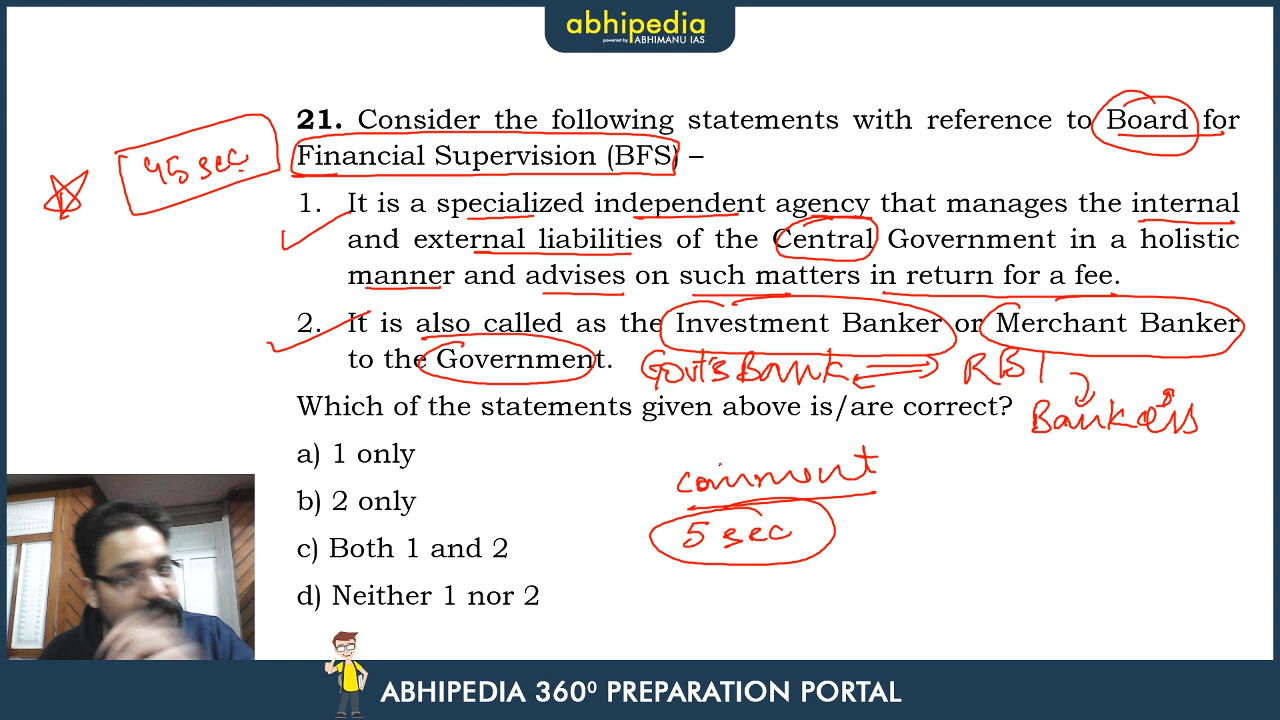 abhipedia
powered by ABHIMANU IAS
21. Consider the following statements with reference to Board for
Financial Supervision (BFS) –
45 sec
1. It is a specialized independent agency that manages the internal
and external liabilities of the Central Government in a holistic
manner and advises on such matters in return for a fee.
2. It is also called as the Investment Banker or Merchant Banker
to the Government.
Govt's Bank RBI
Bankers
Which of the statements given above is/are correct?
a) 1 only
comment
b) 2 only
5 sec
c) Both 1 and 2
d) Neither 1 nor 2
ABHIPEDIA 360⁰ PREPARATION PORTAL